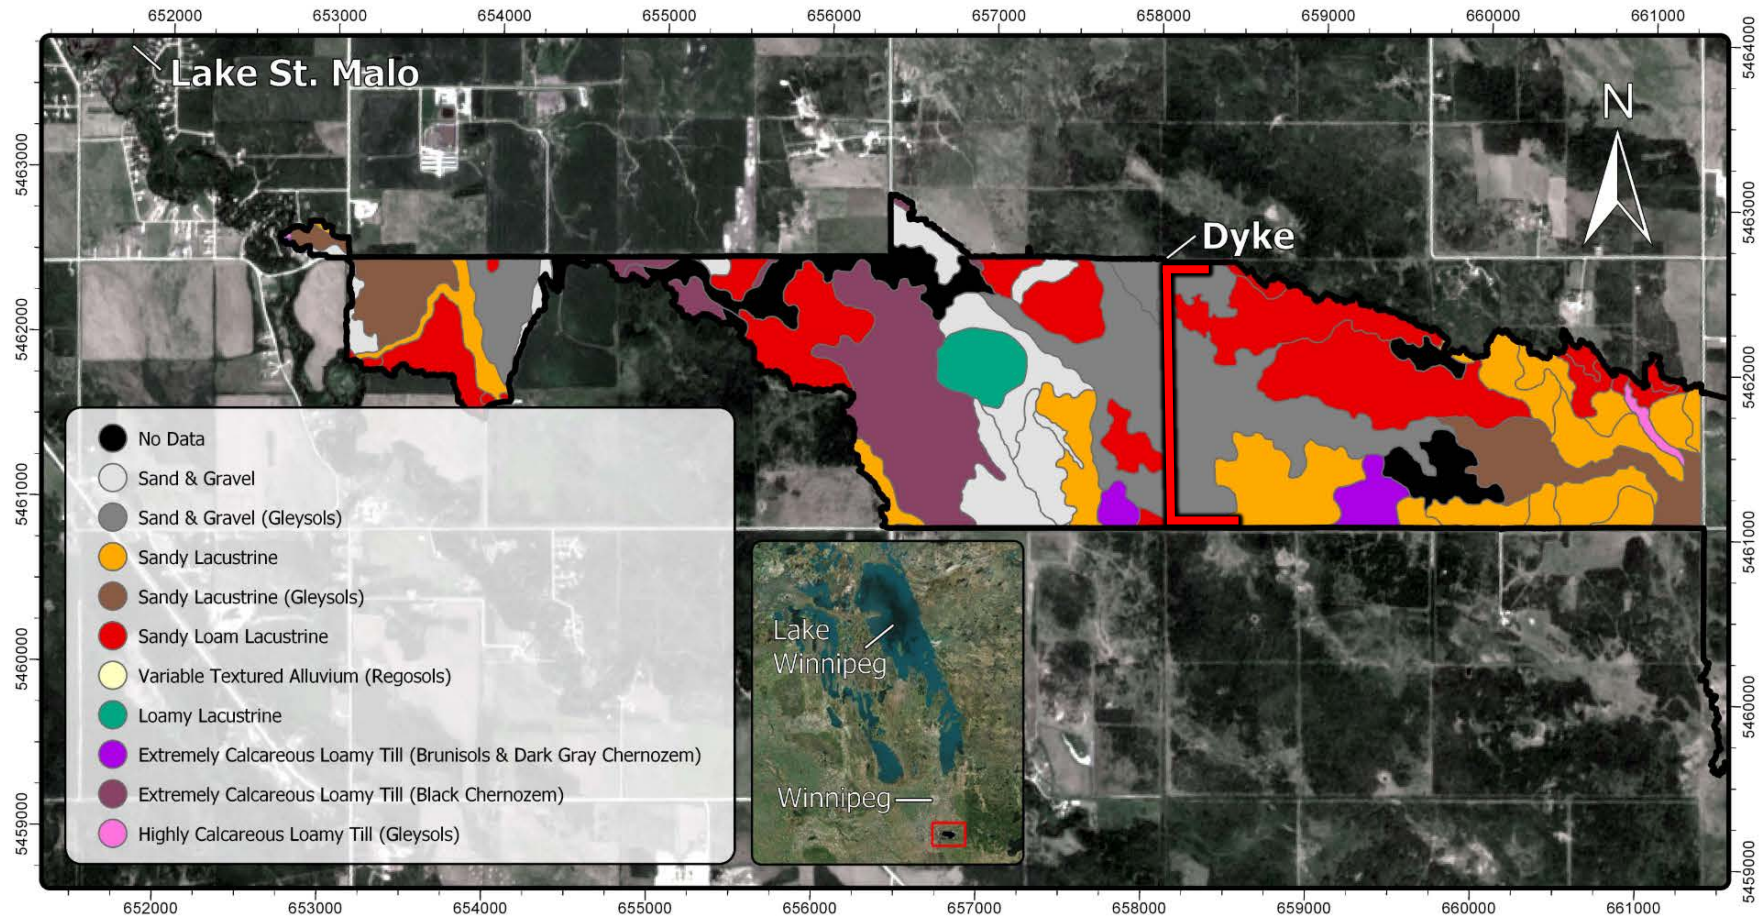 652000 653000 654000 655000 656000 657000 658000 659000 660000 661000
5464000
5463000
5462000
5461000
5460000
5459000
5463000
5462000
5461000
5460000
5459000
Lake St. Malo
N
Dyke
No Data
Sand & Gravel
Sand & Gravel (Gleysols)
Sandy Lacustrine
Sandy Lacustrine (Gleysols)
Sandy Loam Lacustrine
Variable Textured Alluvium (Regosols)
Loamy Lacustrine
Extremely Calcareous Loamy Till (Brunisols & Dark Gray Chernozem)
Extremely Calcareous Loamy Till (Black Chernozem)
Highly Calcareous Loamy Till (Gleysols)
Lake
Winnipeg
Winnipeg
652000 653000 654000 655000 656000 657000 658000 659000 660000 661000